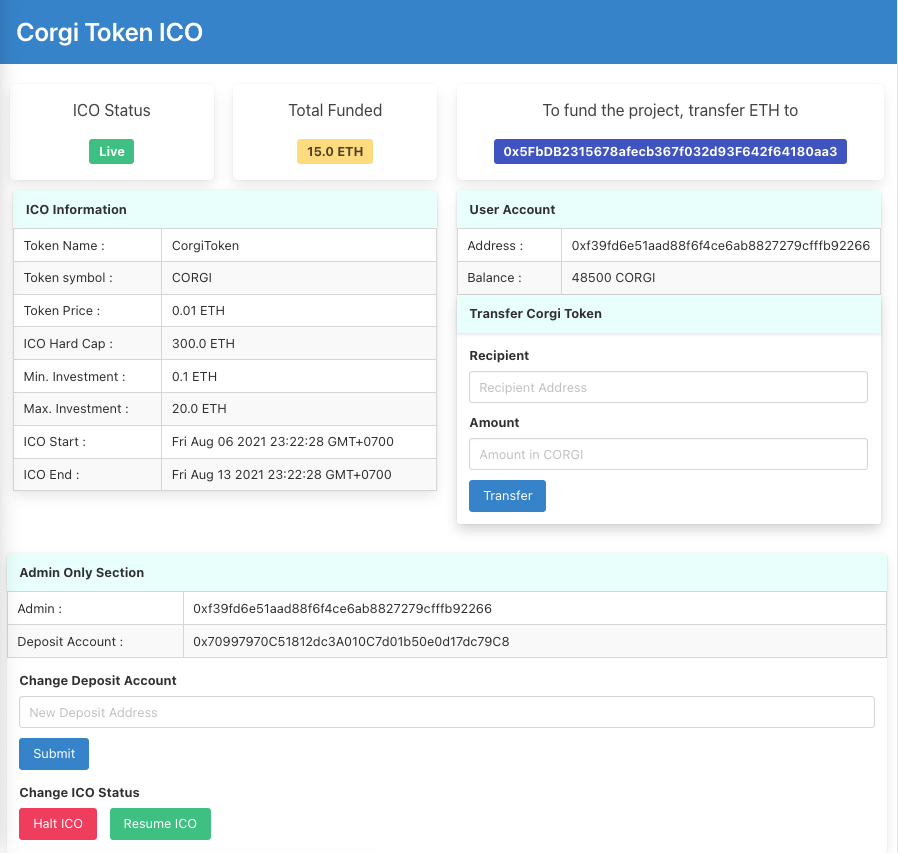 Corgi Token ICO
ICO Status
Live
Total Funded
15.0 ETH
To fund the project, transfer ETH to
0x5FbDB2315678afecb367f032d93F642f64180aa3
ICO Information
Token Name : CorgiToken
Token symbol : CORGI
Token Price : 0.01 ETH
ICO Hard Cap : 300.0 ETH
Min. Investment : 0.1 ETH
Max. Investment : 20.0 ETH
ICO Start : Fri Aug 06 2021 23:22:28 GMT+0700
ICO End : Fri Aug 13 2021 23:22:28 GMT+0700
User Account
Address : 0xf39fd6e51aad88f6f4ce6ab8827279cfffb92266
Balance : 48500 CORGI
Transfer Corgi Token
Recipient
Recipient Address
Amount
Amount in CORGI
Transfer
Admin Only Section
Admin : 0xf39fd6e51aad88f6f4ce6ab8827279cfffb92266
Deposit Account : 0x70997970C51812dc3A010C7d01b50e0d17dc79C8
Change Deposit Account
New Deposit Address
Submit
Change ICO Status
Halt ICO
Resume ICO